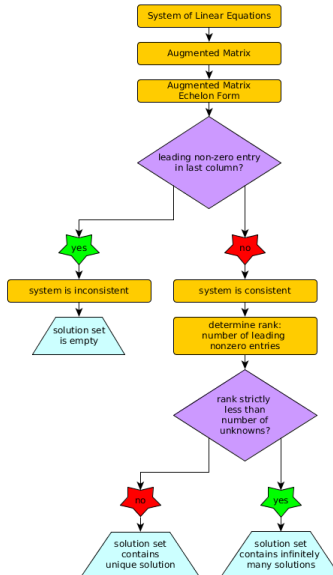 System of Linear Equations
Augmented Matrix
Augmented Matrix
Echelon Form
leading non-zero entry
in last column?
yes
no
system is inconsistent
system is consistent
solution set
is empty
determine rank:
number of leading
nonzero entries
rank strictly
less than
number of
unknowns?
no
yes
solution set
contains
unique solution
solution set
contains infinitely
many solutions